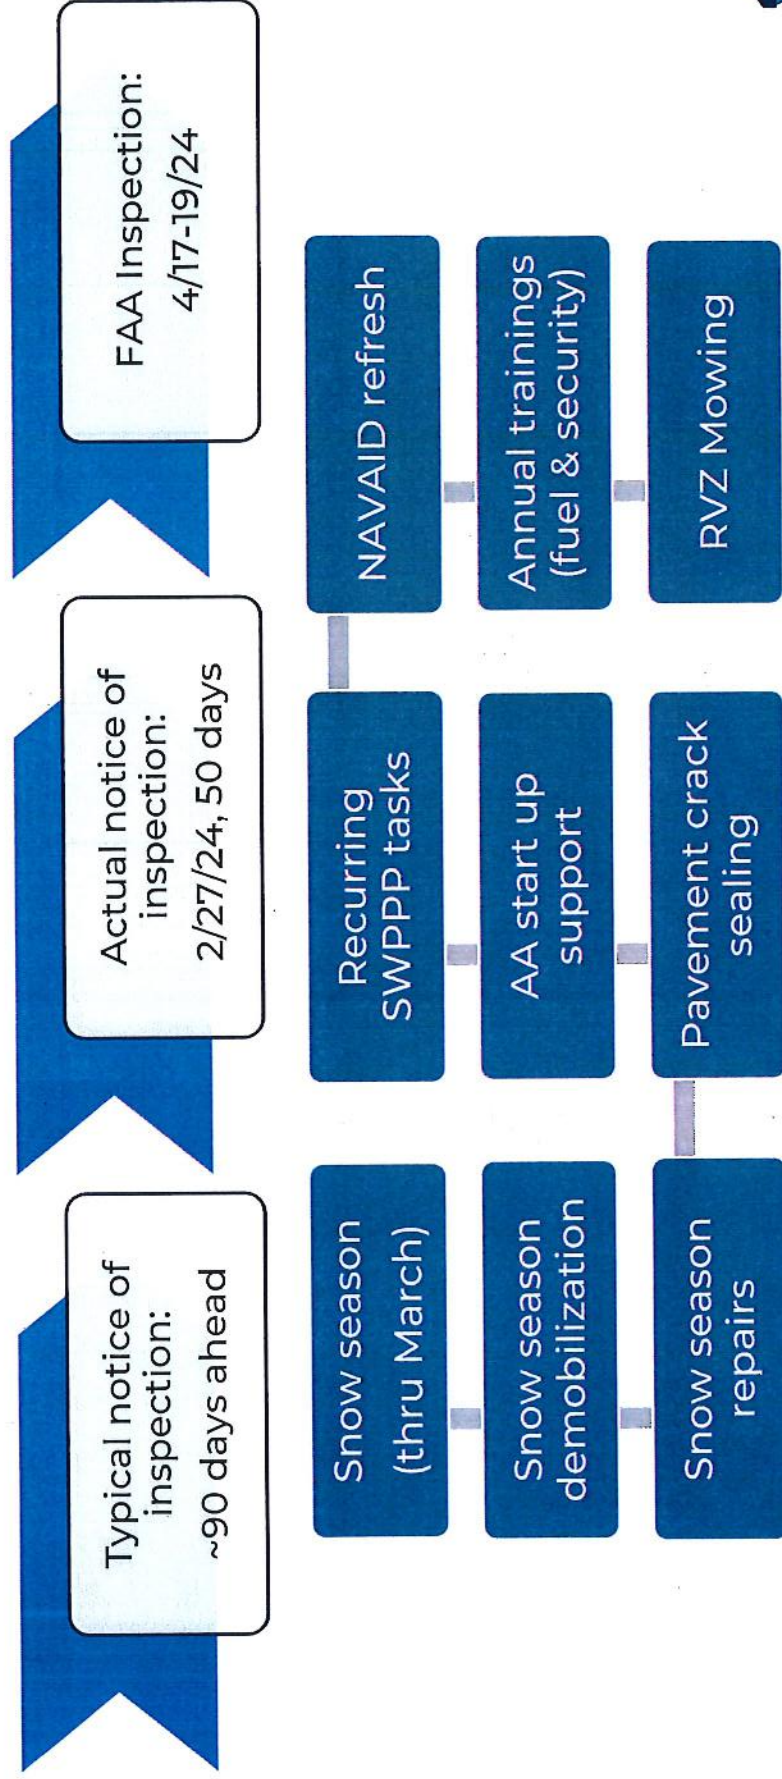 Typical notice of
inspection:
~90 days ahead
Actual notice of
inspection:
2/27/24, 50 days
FAA Inspection:
4/17-19/24
Snow season
(thru March)
Snow season
demobilization
Snow season
repairs
Pavement crack
sealing
AA start up
support
Recurring
SWPPP tasks
NAVAID refresh
Annual trainings
(fuel & security)
RVZ Mowing